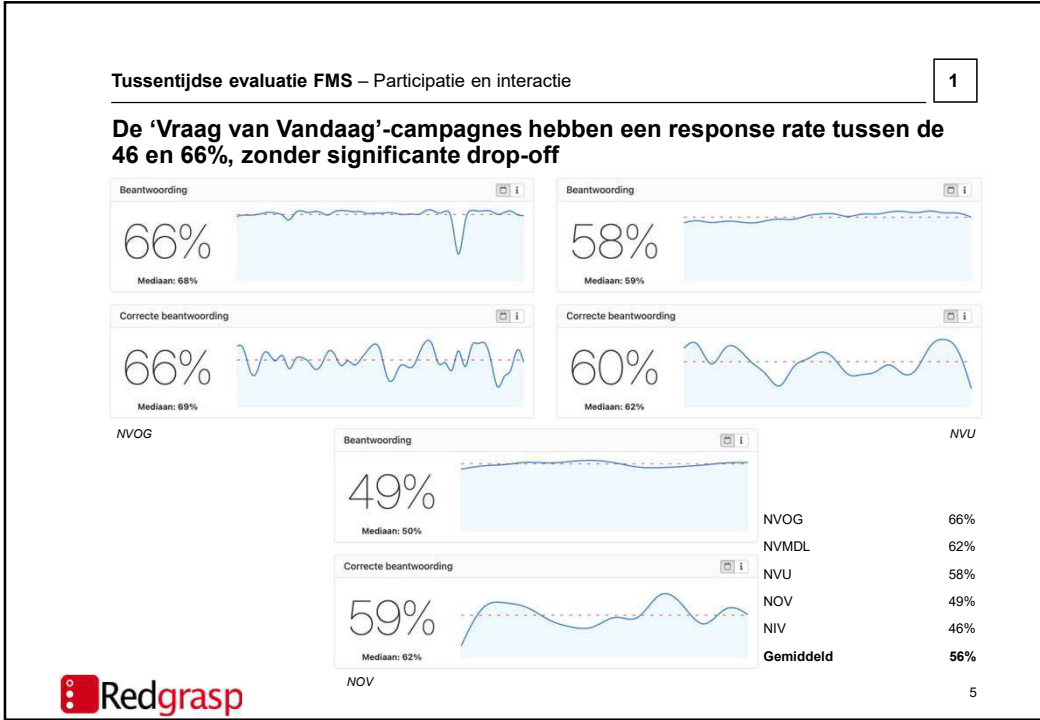 Tussentijdse evaluatie FMS – Participatie en interactie
1
De ‘Vraag van Vandaag’-campagnes hebben een response rate tussen de
46 en 66%, zonder significante drop-off
Beantwoording
i
66%
Mediaan: 68%
Beantwoording
i
58%
Mediaan: 59%
Correcte beantwoording
i
66%
Mediaan: 69%
Correcte beantwoording
i
60%
Mediaan: 62%
NVOG
NVU
Beantwoording
i
49%
Mediaan: 50%
Correcte beantwoording
i
59%
Mediaan: 62%
NOV
NVOG 66%
NVMDL 62%
NVU 58%
NOV 49%
NIV 46%
Gemiddeld 56%
Redgrasp
5